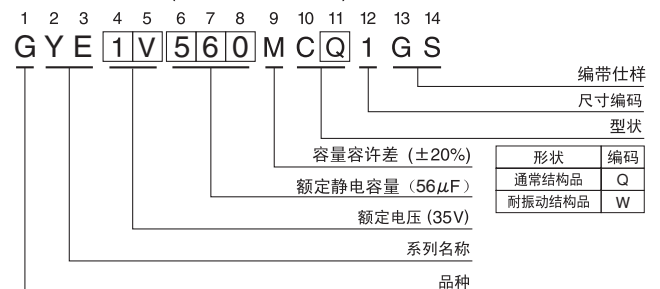 1 2 3 4 5 6 7 8 9 10 11 12 13 14
G Y E 1 V 5 6 0 M C Q 1 G S
编带仕样
尺寸编码
型状
容量容许差 (±20%)
形状 编码
额定静电容量（56μF）
通常结构品 Q
耐振动结构品 W
额定电压 (35V)
系列名称
品种